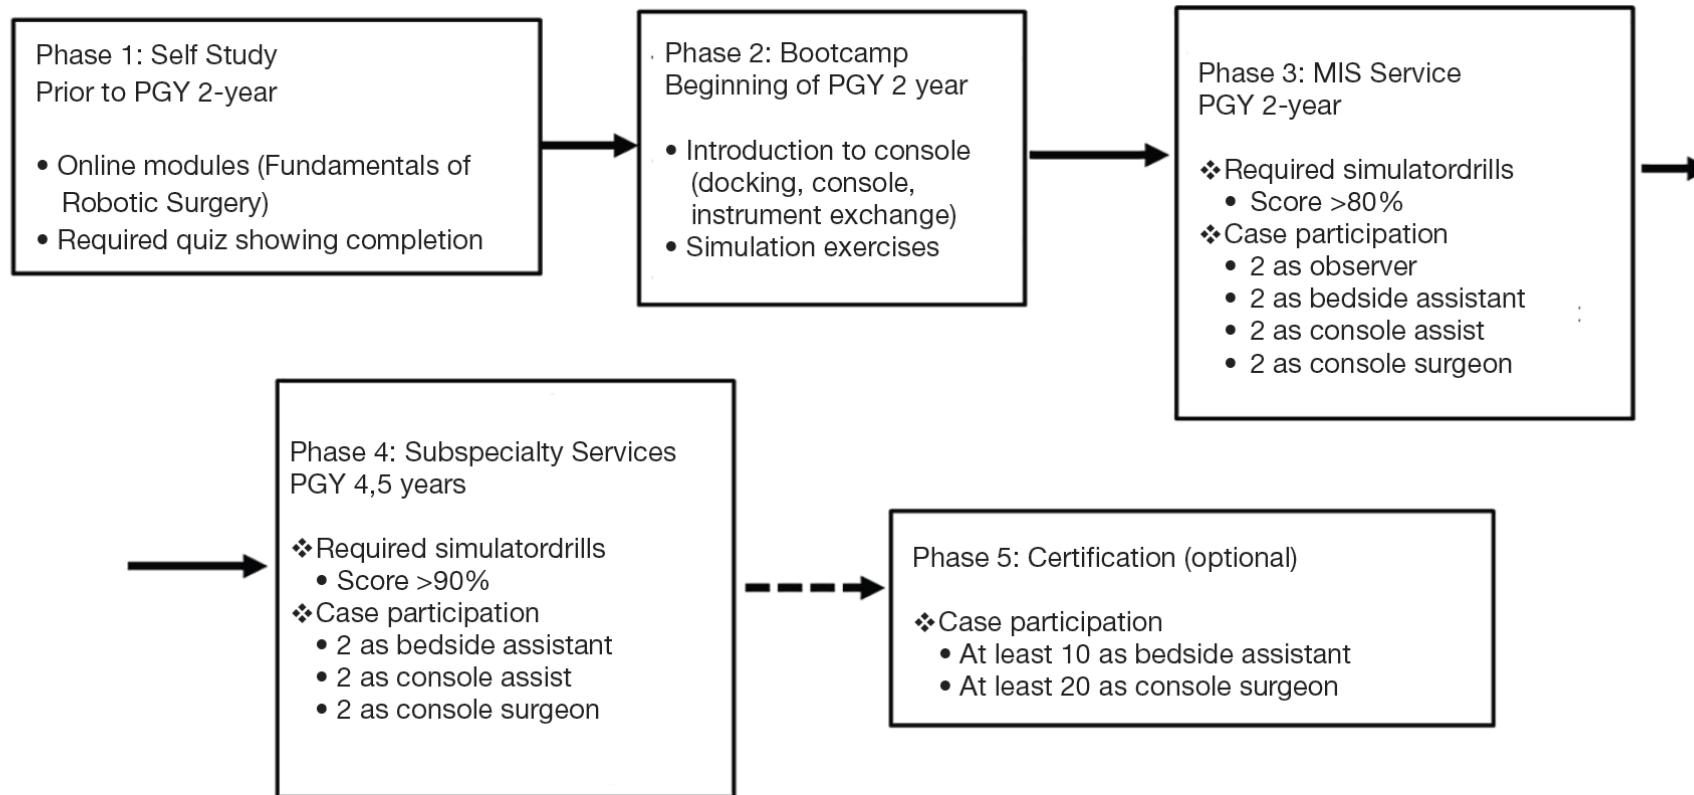 Phase 1: Self Study
Prior to PGY 2-year
• Online modules (Fundamentals of
Robotic Surgery)
• Required quiz showing completion
Phase 2: Bootcamp
Beginning of PGY 2 year
• Introduction to console
(docking, console,
instrument exchange)
• Simulation exercises
Phase 3: MIS Service
PGY 2-year
❖Required simulatordrills
• Score >80%
❖Case participation
• 2 as observer
• 2 as bedside assistant
• 2 as console assist
• 2 as console surgeon
Phase 4: Subspecialty Services
PGY 4,5 years
❖Required simulatordrills
• Score >90%
❖Case participation
• 2 as bedside assistant
• 2 as console assist
• 2 as console surgeon
Phase 5: Certification (optional)
❖Case participation
• At least 10 as bedside assistant
• At least 20 as console surgeon